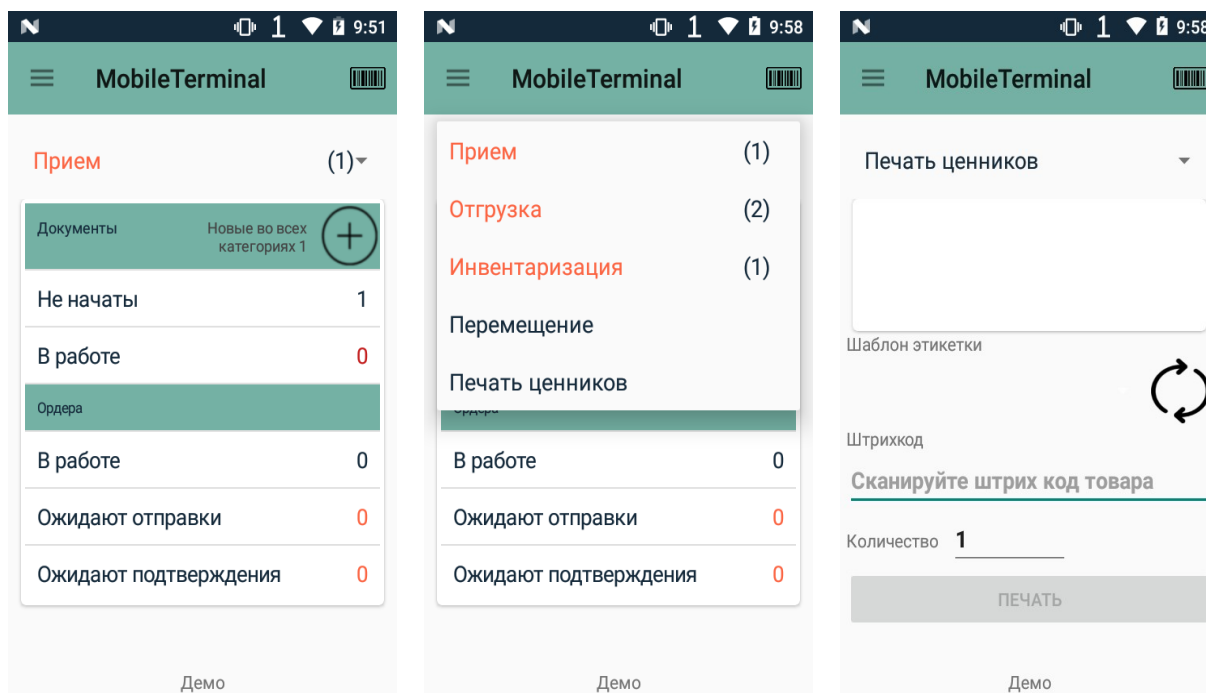 1 9:51
MobileTerminal
Прием (1)
Документы Новые во всех
категориях 1
Не начаты 1
В работе 0
Ордера
В работе 0
Ожидают отправки 0
Ожидают подтверждения 0
Демо
1 9:58
MobileTerminal
Прием (1)
Отгрузка (2)
Инвентаризация (1)
Перемещение
Печать ценников
Ордера
В работе 0
Ожидают отправки 0
Ожидают подтверждения 0
Демо
1 9:58
MobileTerminal
Печать ценников
Шаблон этикетки
Штрихкод
Сканируйте штрих код товара
Количество 1
ПЕЧАТЬ
Демо